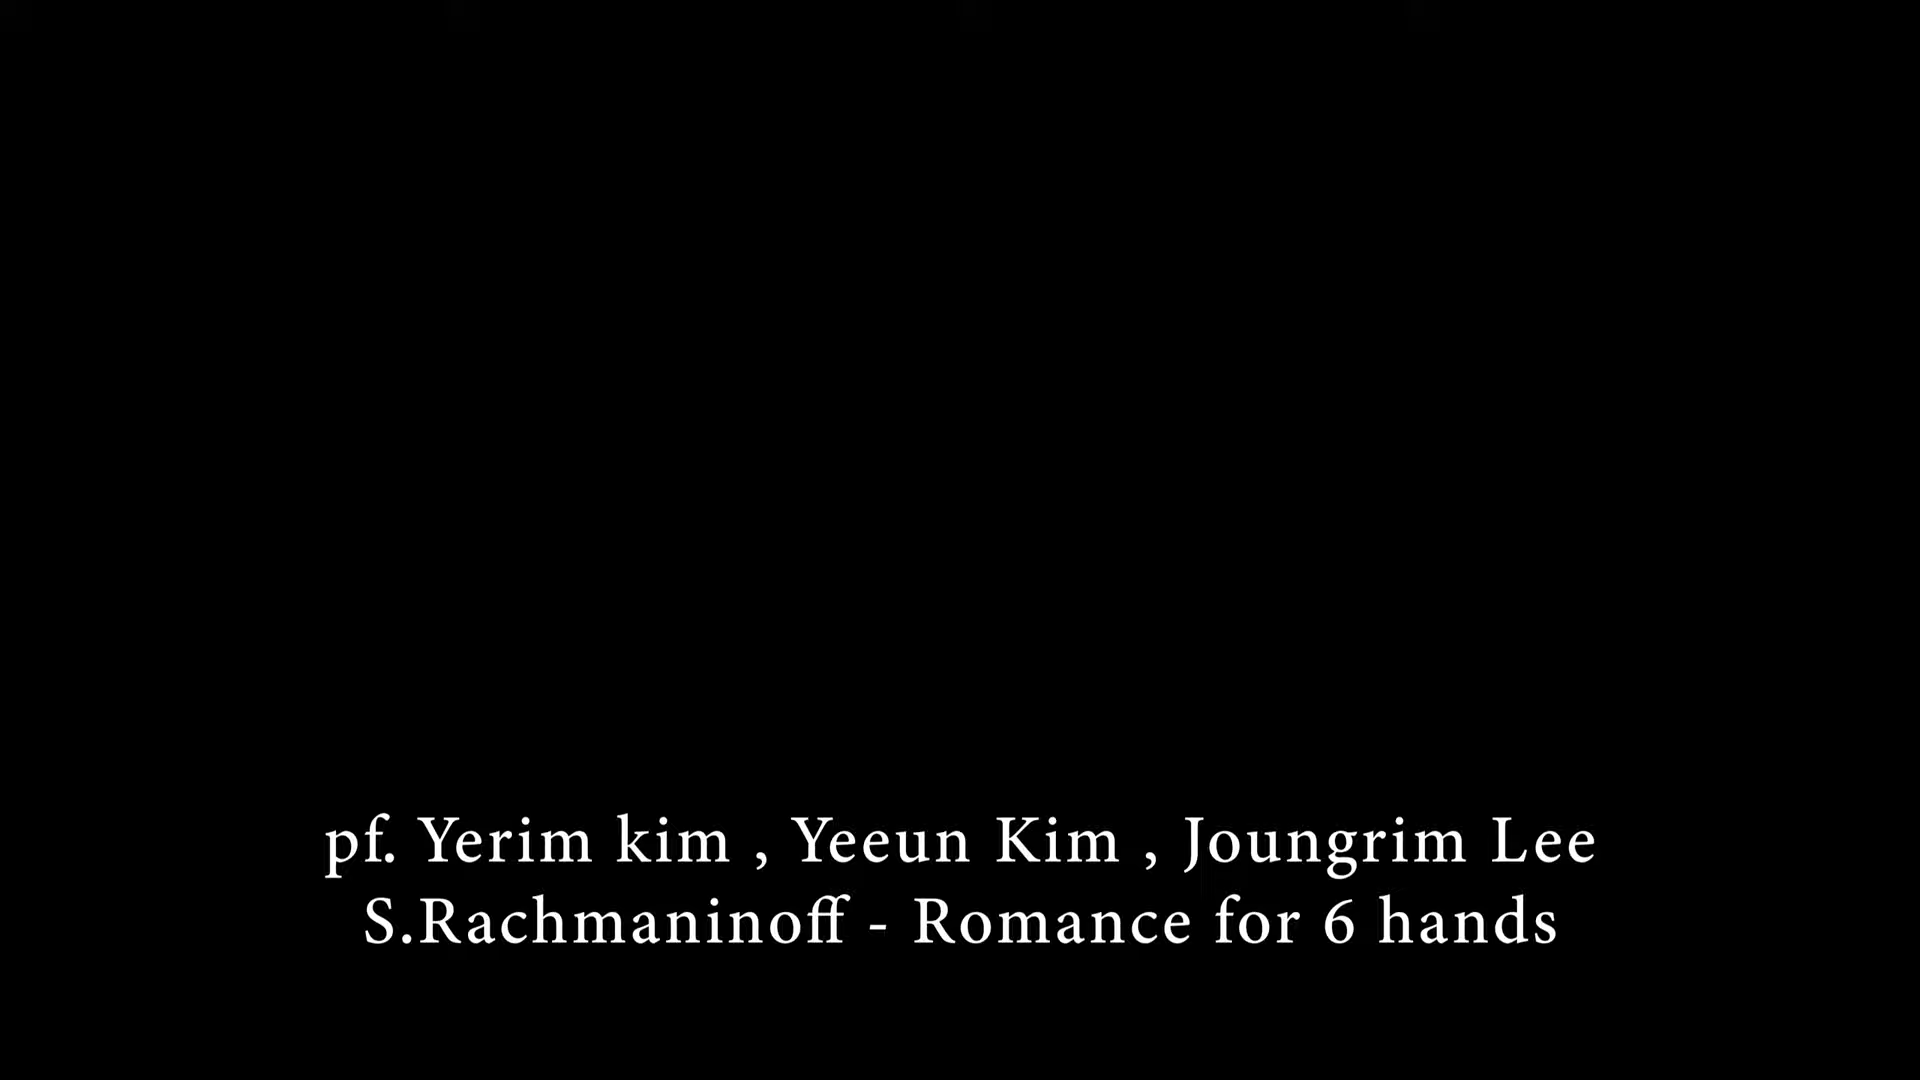 pf. Yerim kim , Yeeun Kim , Joungrim Lee
S.Rachmaninoff - Romance for 6 hands